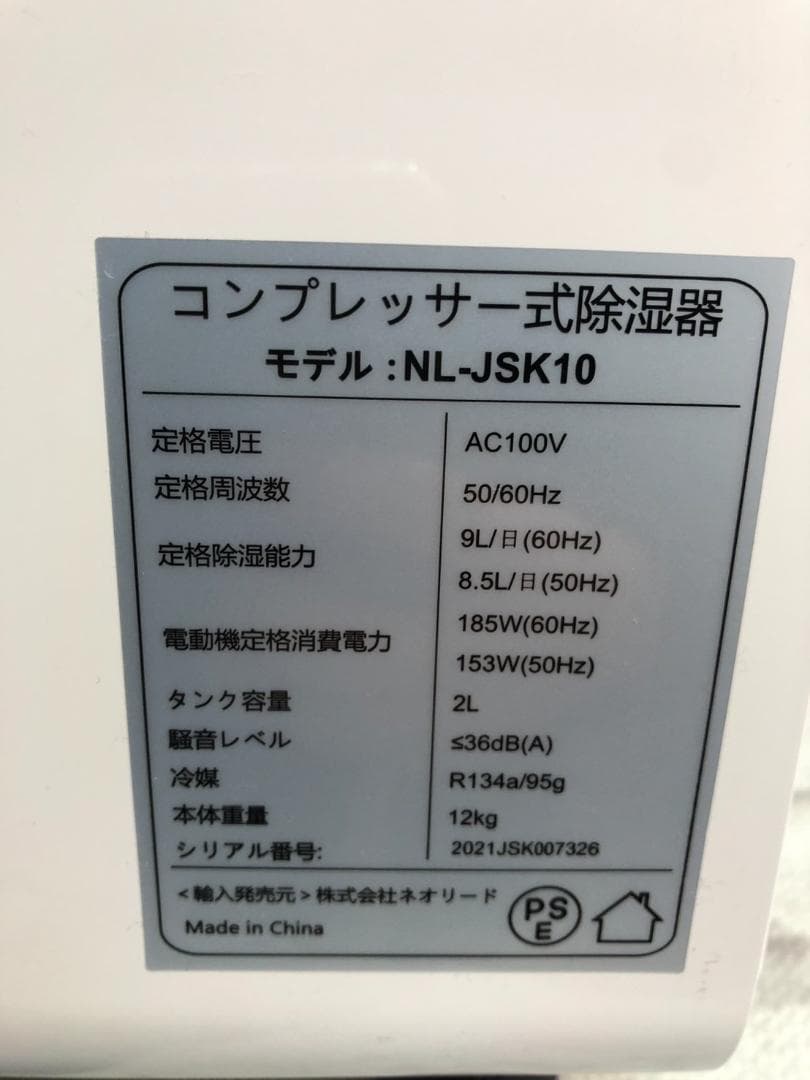 コンプレッサー式除湿器
モデル：NL-JSK10
定格電圧 AC100V
定格周波数 50/60Hz
定格除湿能力 9L/日(60Hz)
8.5L/日(50Hz)
電動機定格消費電力 185W(60Hz)
153W(50Hz)
タンク容量 2L
騒音レベル ≤36dB(A)
冷媒 R134a/95g
本体重量 12kg
シリアル番号: 2021JSK007326
＜輸入発売元＞株式会社ネオリード
Made in China
PSE